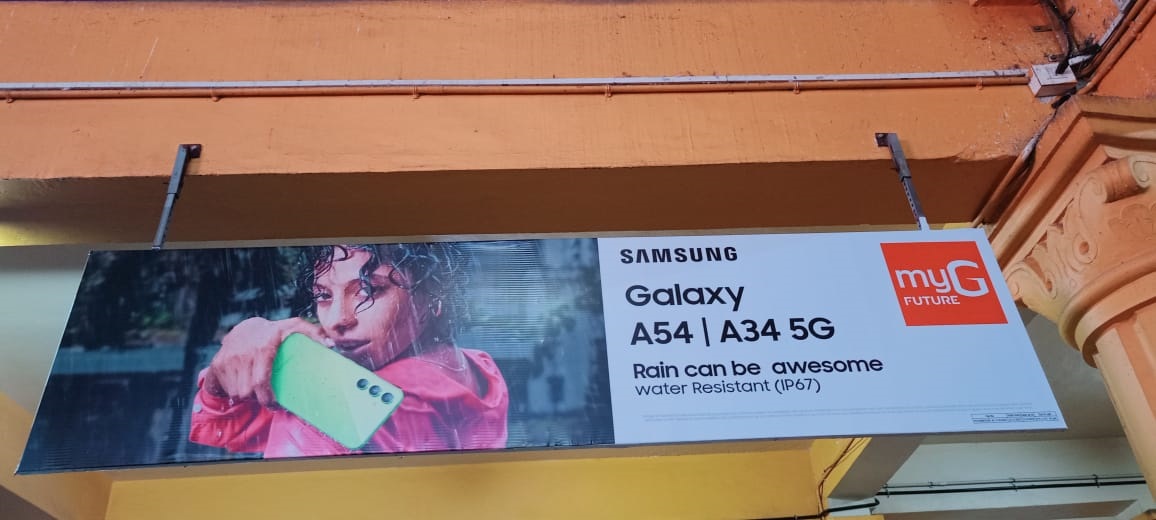 SAMSUNG
Galaxy
A54 | A34 5G
Rain can be awesome
water Resistant (IP67)
myG
FUTURE